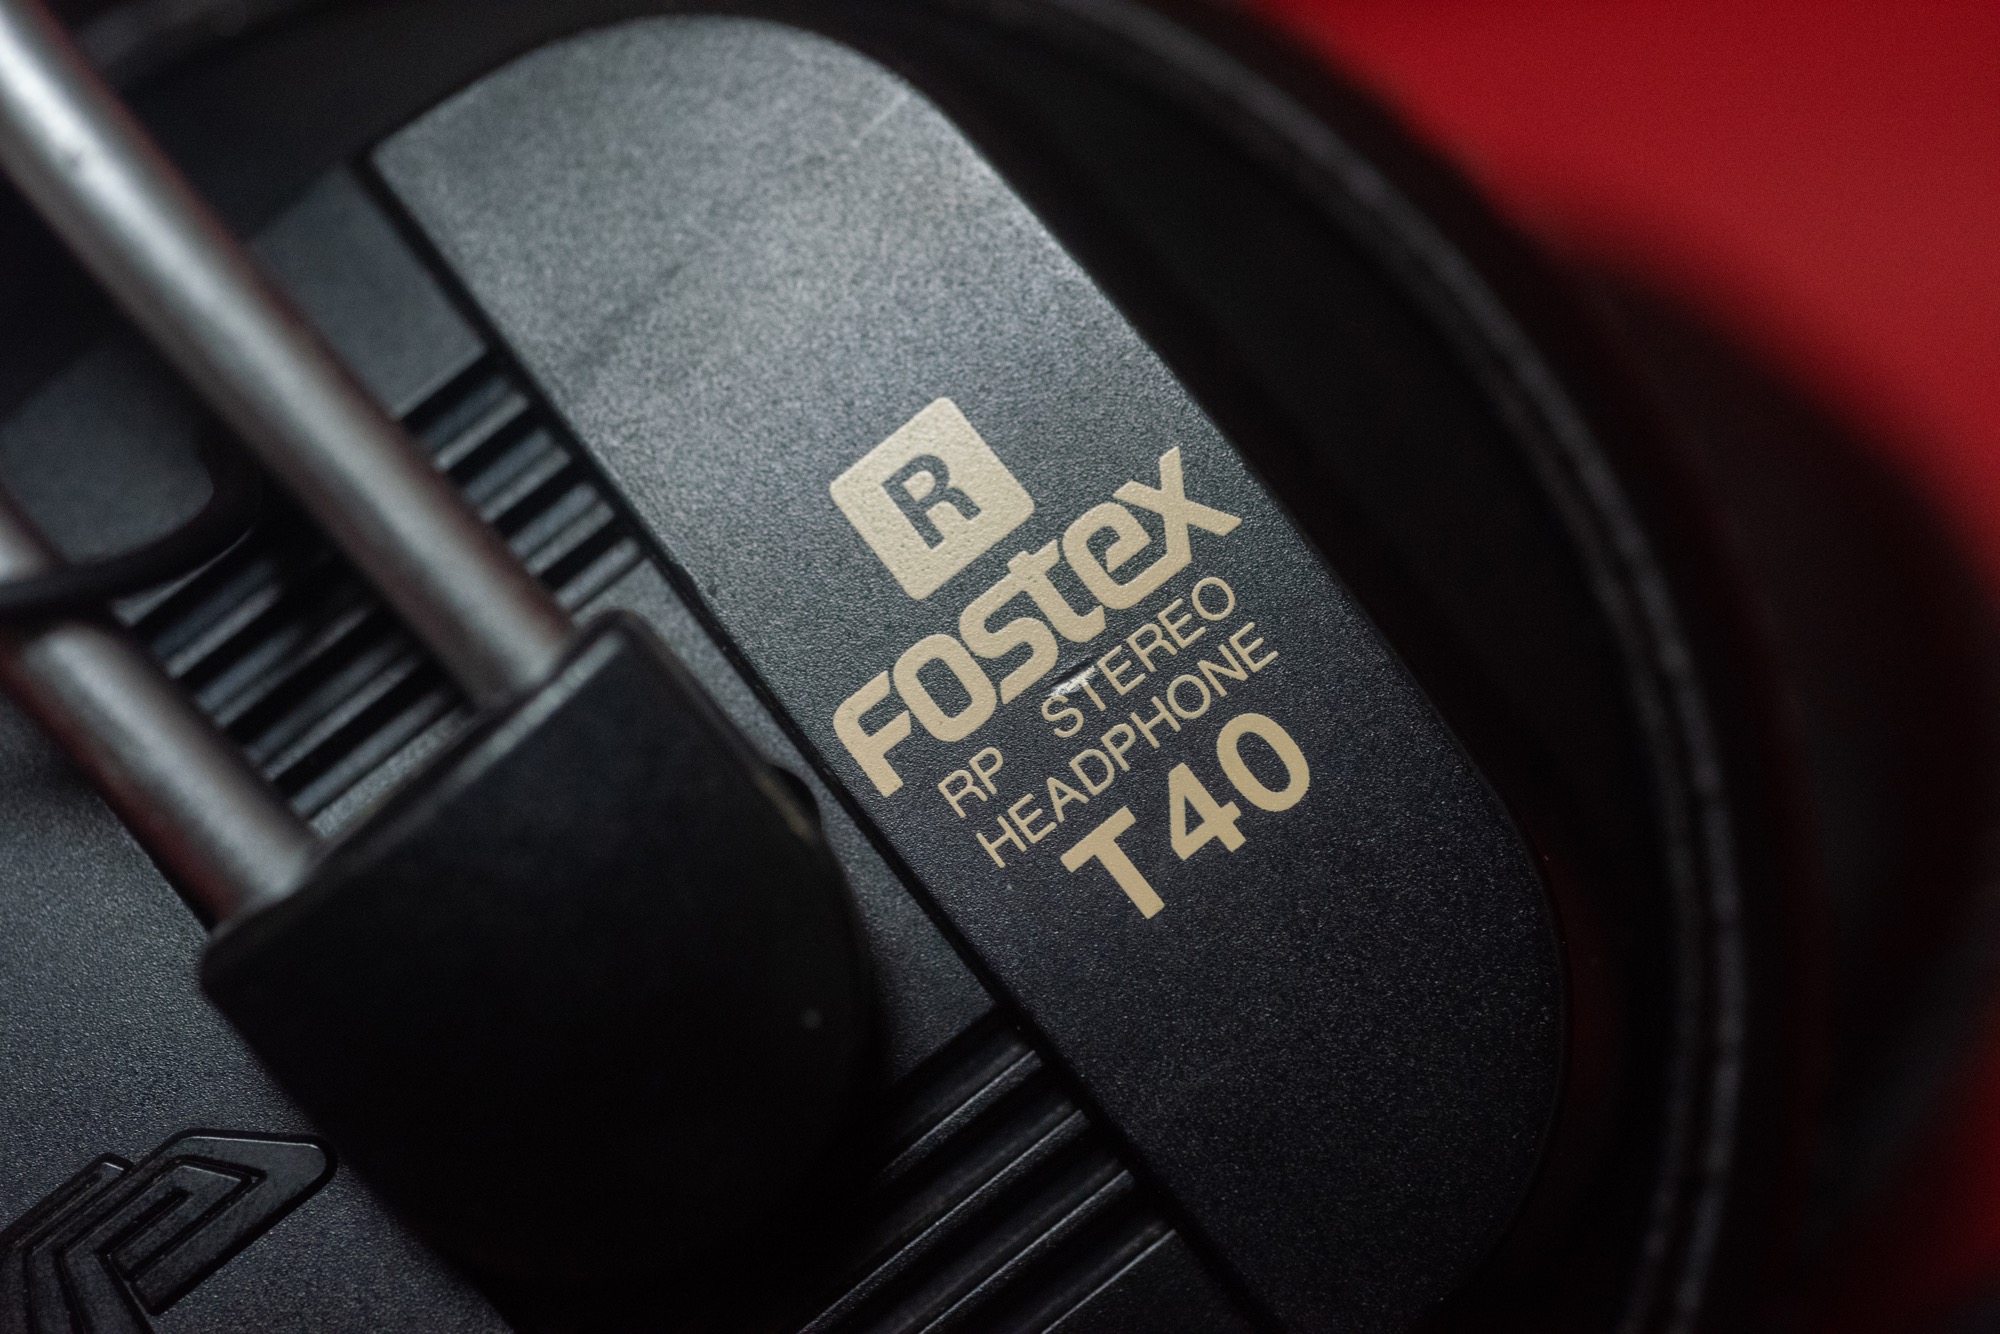 R
FOSTEX
RP STEREO
HEADPHONE
T40